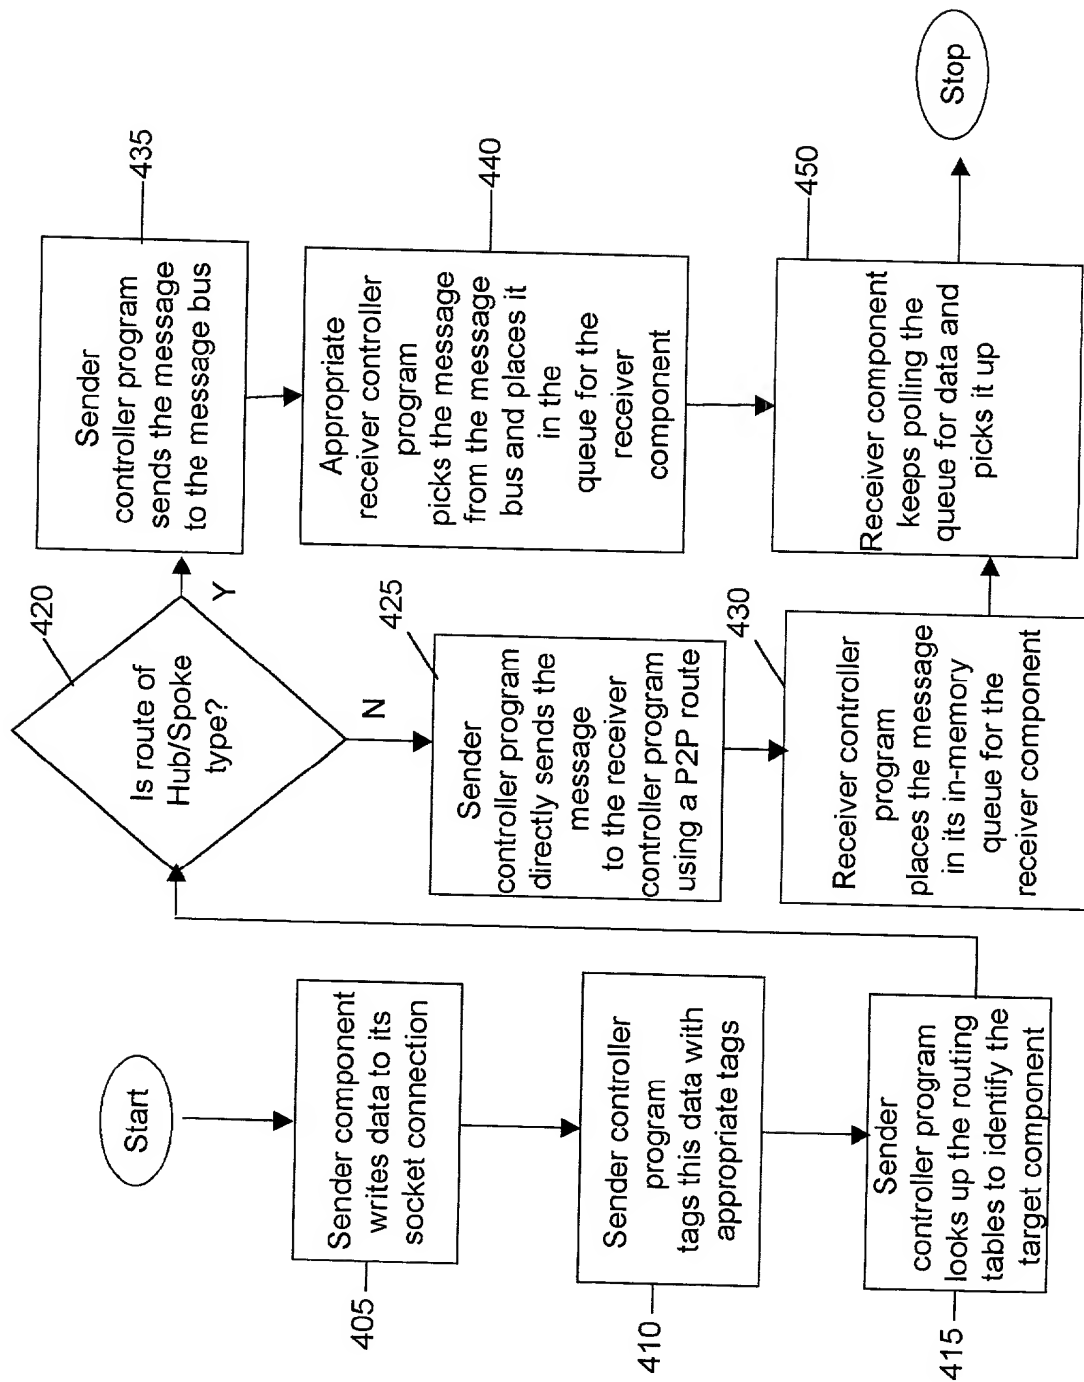 Start
Sender component
writes data to its
socket connection
405
Sender controller
program
tags this data with
appropriate tags
410
Sender
controller program
looks up the routing
tables to identify the
target component
415
Is route of
Hub/Spoke
type?
420
Y
N
Sender
controller program
directly sends the
message
to the receiver
controller program
using a P2P route
425
Receiver controller
program
places the message
in its in-memory
queue for the
receiver component
430
Sender
controller program
sends the message
to the message bus
435
Appropriate
receiver controller
program
picks the message
from the message
bus and places it
in the
queue for the
receiver
component
440
Receiver component
keeps polling the
queue for data and
picks it up
450
Stop